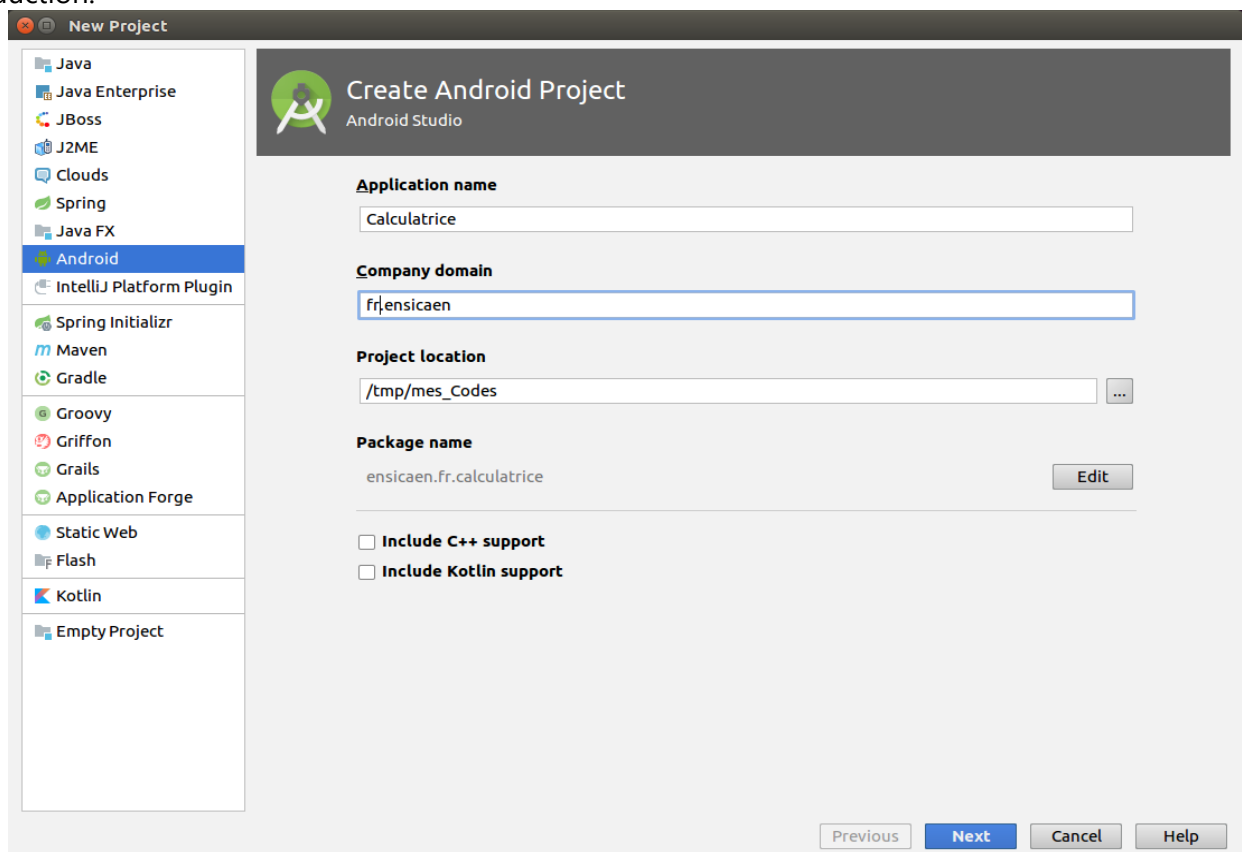 New Project
Java
Java Enterprise
JBoss
J2ME
Clouds
Spring
Java FX
Android
IntelliJ Platform Plugin
Spring Initializr
Maven
Gradle
Groovy
Griffon
Grails
Application Forge
Static Web
Flash
Kotlin
Empty Project
Create Android Project
Android Studio
Application name
Calculatrice
Company domain
fr.ensicaen
Project location
/tmp/mes_Codes
...
Package name
ensicaen.fr.calculatrice
Edit
Include C++ support
Include Kotlin support
Previous Next Cancel Help